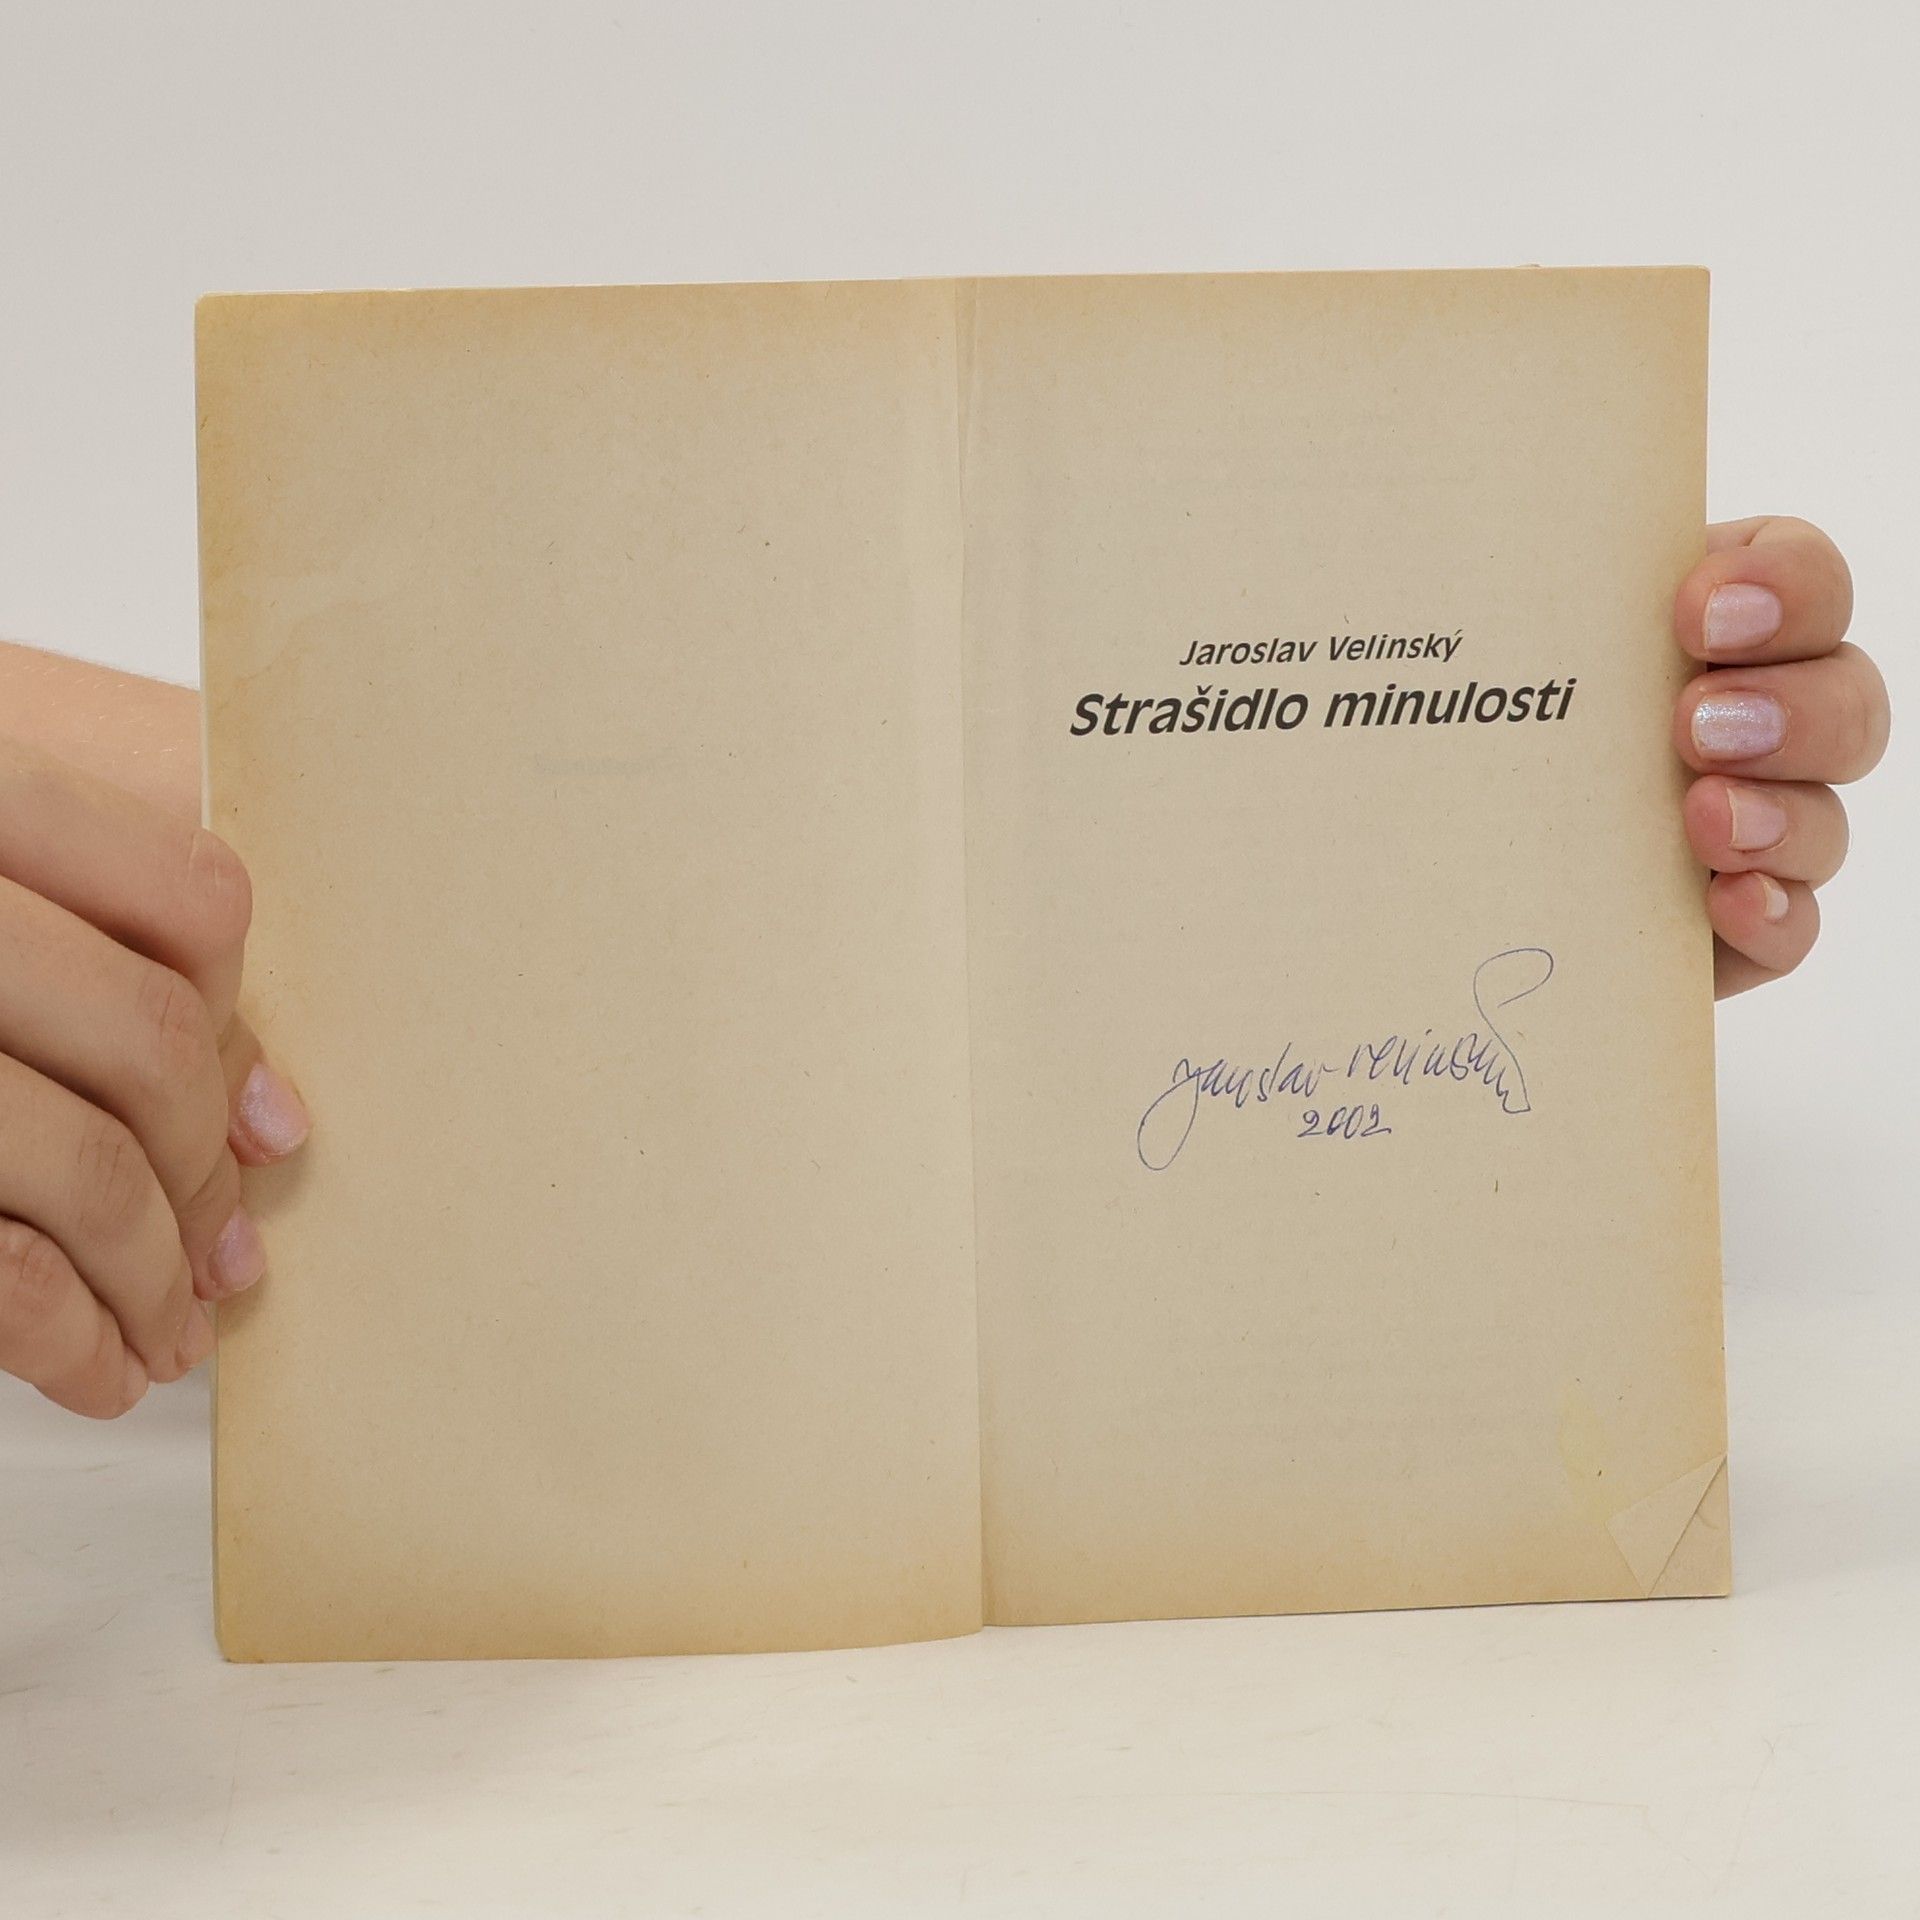 Jaroslav Velinský
Strašidlo minulosti
Jaroslav Velinský
2002